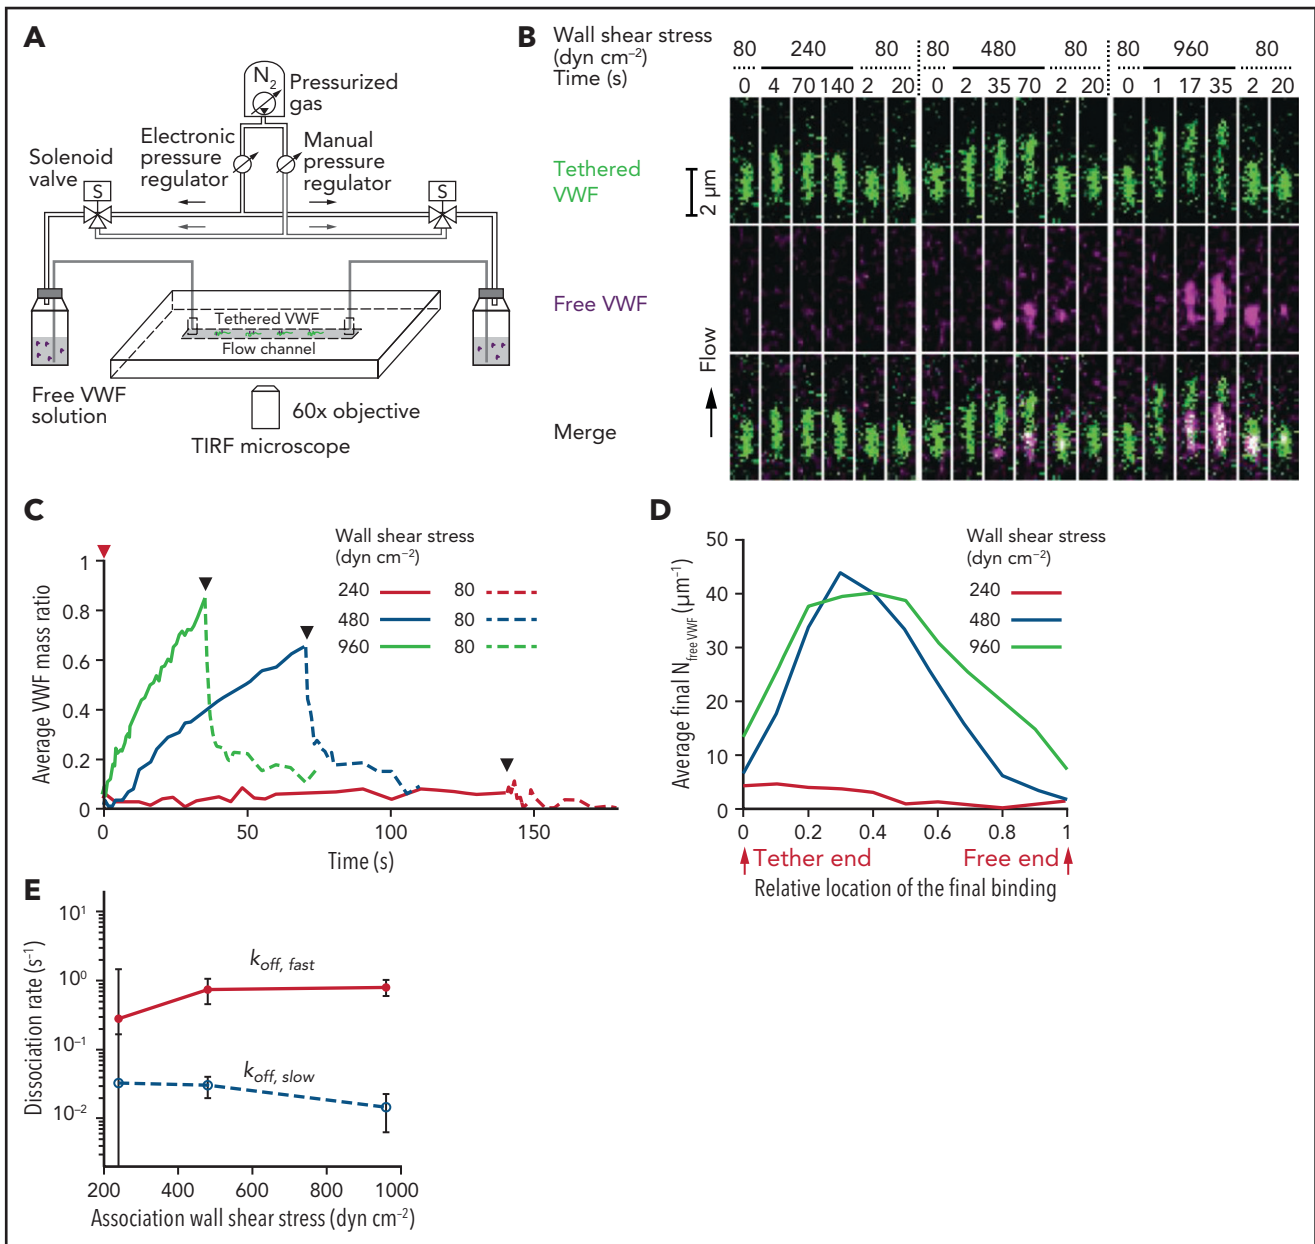 A
N2
Pressurized
gas
Electronic
pressure
regulator
Manual
pressure
regulator
Solenoid
valve
S
S
Tethered VWF
Flow channel
Free VWF
solution
60x objective
TIRF microscope
B
Wall shear stress
(dyn cm⁻²)
Time (s)
80 240 80 80 480 80 80 960 80
0 4 70 140 2 20 0 2 35 70 2 20 0 1 17 35 2 20
Tethered
VWF
2 μm
Free VWF
Flow
Merge
C
Wall shear stress
(dyn cm⁻²)
240 80
480 80
960 80
Average VWF mass ratio
1
0.8
0.6
0.4
0.2
0
0 50 100 150
Time (s)
D
Wall shear stress
(dyn cm⁻²)
240
480
960
Average final N_free VWF (μm⁻¹)
50
40
30
20
10
0
0 0.2 0.4 0.6 0.8 1
Tether end Free end
Relative location of the final binding
E
Dissociation rate (s⁻¹)
10¹
10⁰
10⁻¹
10⁻²
k_off, fast
k_off, slow
200 400 600 800 1000
Association wall shear stress (dyn cm⁻²)